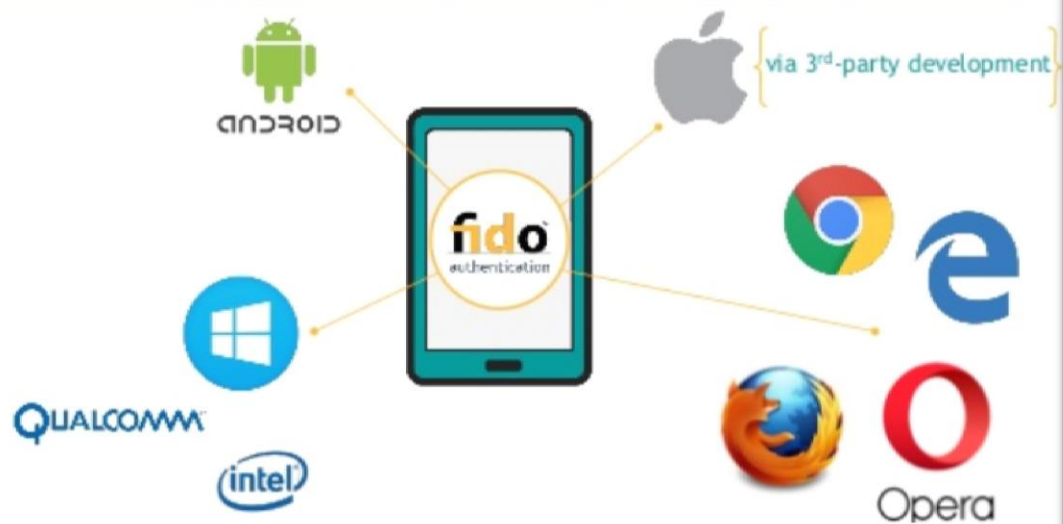 ANDROID
{via 3rd-party development}
fido
authentication
QUALCOMM
intel
Opera